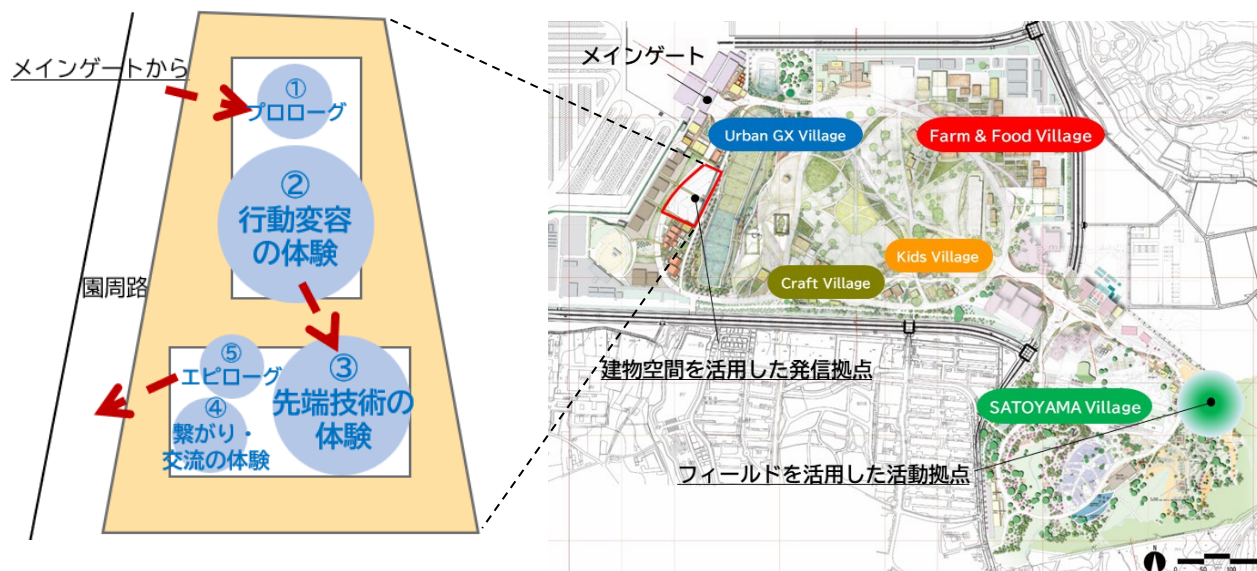 メインゲートから
①
プロローグ
②
行動変容
の体験
園周路
③
先端技術の
体験
⑤
エピローグ
④
繋がり・
交流の体験
メインゲート
Urban GX Village
Farm & Food Village
Kids Village
Craft Village
建物空間を活用した発信拠点
SATOYAMA Village
フィールドを活用した活動拠点
N
0 50 100